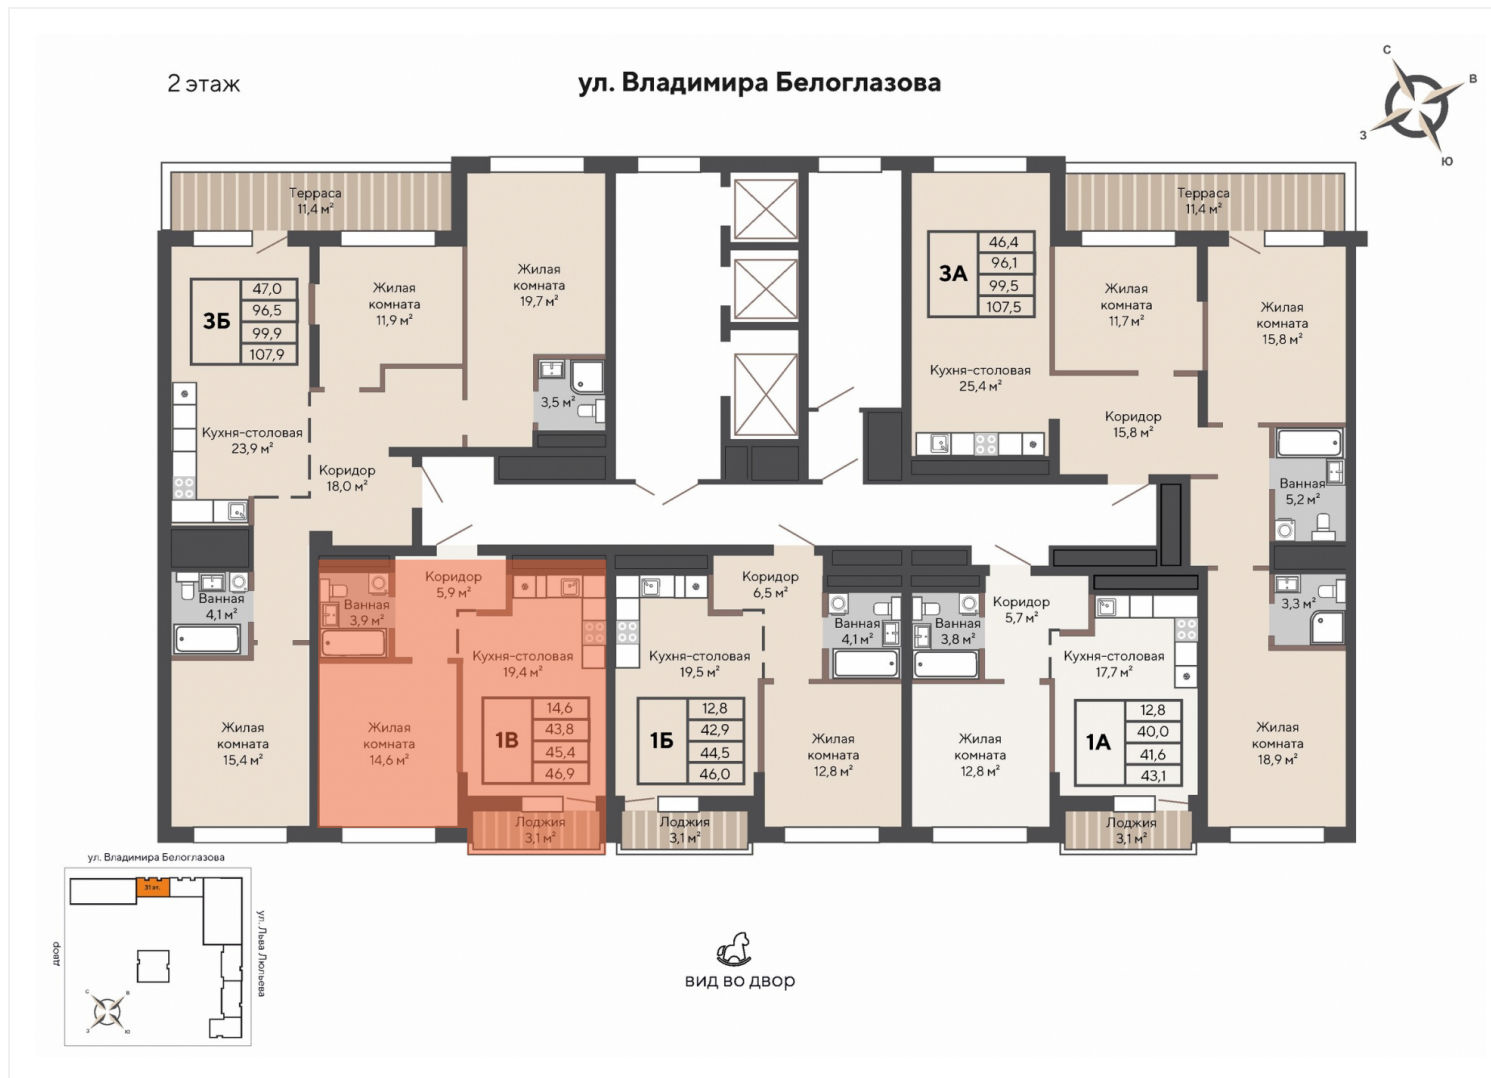 2 этаж
ул. Владимира Белоглазова
С
В
З
Ю
Терраса
11,4 м²
Терраса
11,4 м²
3Б
47,0
96,5
99,9
107,9
Жилая
комната
11,9 м²
Жилая
комната
19,7 м²
3А
46,4
96,1
99,5
107,5
Жилая
комната
11,7 м²
Жилая
комната
15,8 м²
3,5 м²
Кухня-столовая
25,4 м²
Коридор
15,8 м²
Кухня-столовая
23,9 м²
Коридор
18,0 м²
Ванная
5,2 м²
Ванная
4,1 м²
Ванная
3,9 м²
Коридор
5,9 м²
Кухня-столовая
19,4 м²
Коридор
6,5 м²
Кухня-столовая
19,5 м²
Ванная
4,1 м²
Ванная
3,8 м²
Коридор
5,7 м²
Кухня-столовая
17,7 м²
3,3 м²
Жилая
комната
15,4 м²
Жилая
комната
14,6 м²
1В
14,6
43,8
45,4
46,9
1Б
12,8
42,9
44,5
46,0
Жилая
комната
12,8 м²
Жилая
комната
12,8 м²
1А
12,8
40,0
41,6
43,1
Жилая
комната
18,9 м²
Лоджия
3,1 м²
Лоджия
3,1 м²
Лоджия
3,1 м²
ул. Владимира Белоглазова
31 эт.
двор
ул. Льва Люльева
С
В
З
Ю
вид во двор